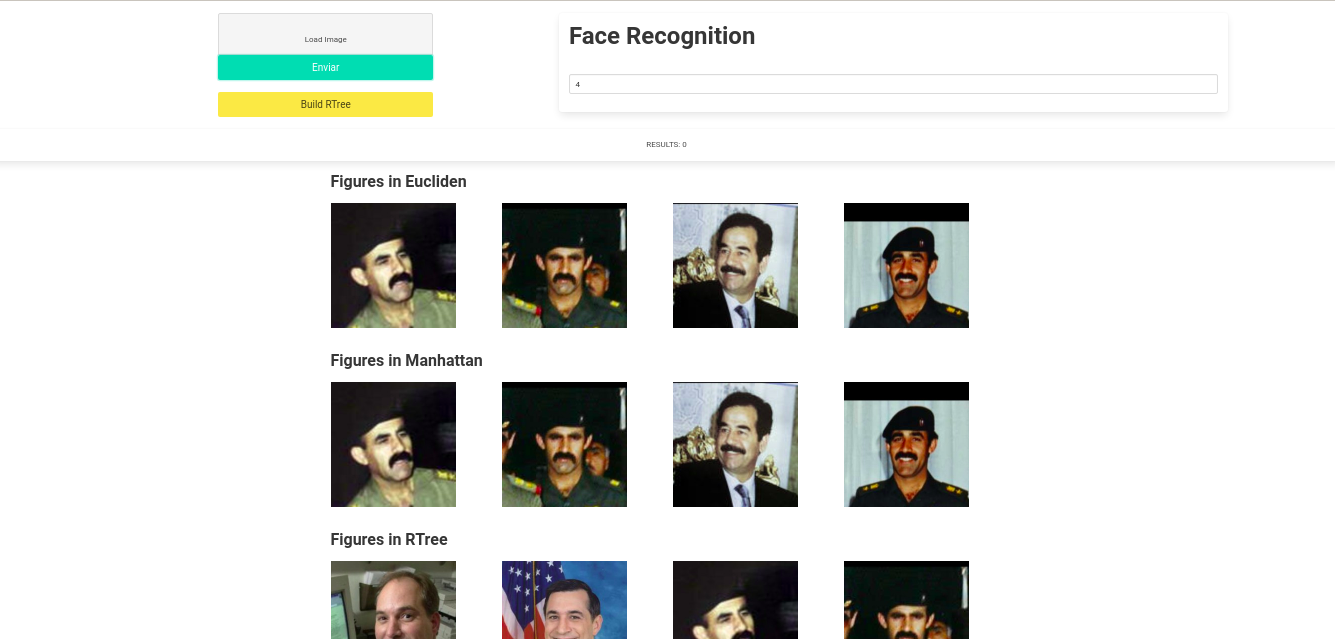 Load Image
Enviar
Build RTree
Face Recognition
4
RESULTS: 0
Figures in Eucliden
Figures in Manhattan
Figures in RTree